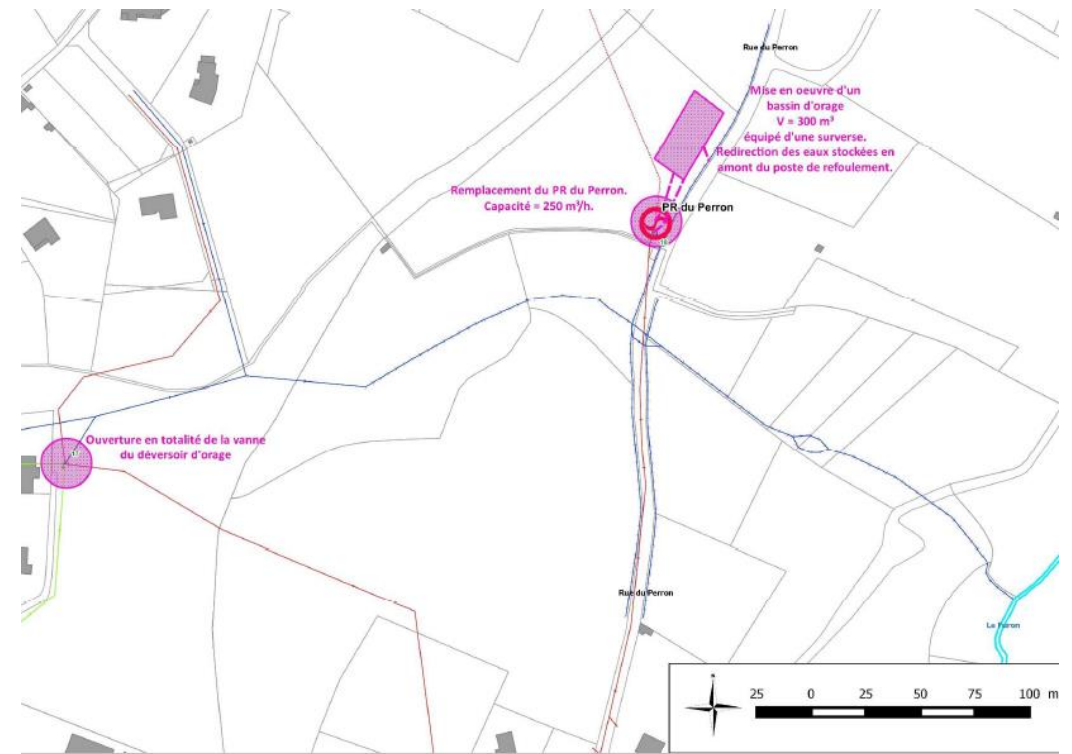 Rue du Perron
Mise en oeuvre d'un
bassin d'orage
V = 300 m³
équipé d'une surverse.
Redirection des eaux stockées en
amont du poste de refoulement.
Remplacement du PR du Perron.
Capacité = 250 m³/h.
PR du Perron
Ouverture en totalité de la vanne
du déversoir d'orage
Rue du Perron
25 0 25 50 75 100 m